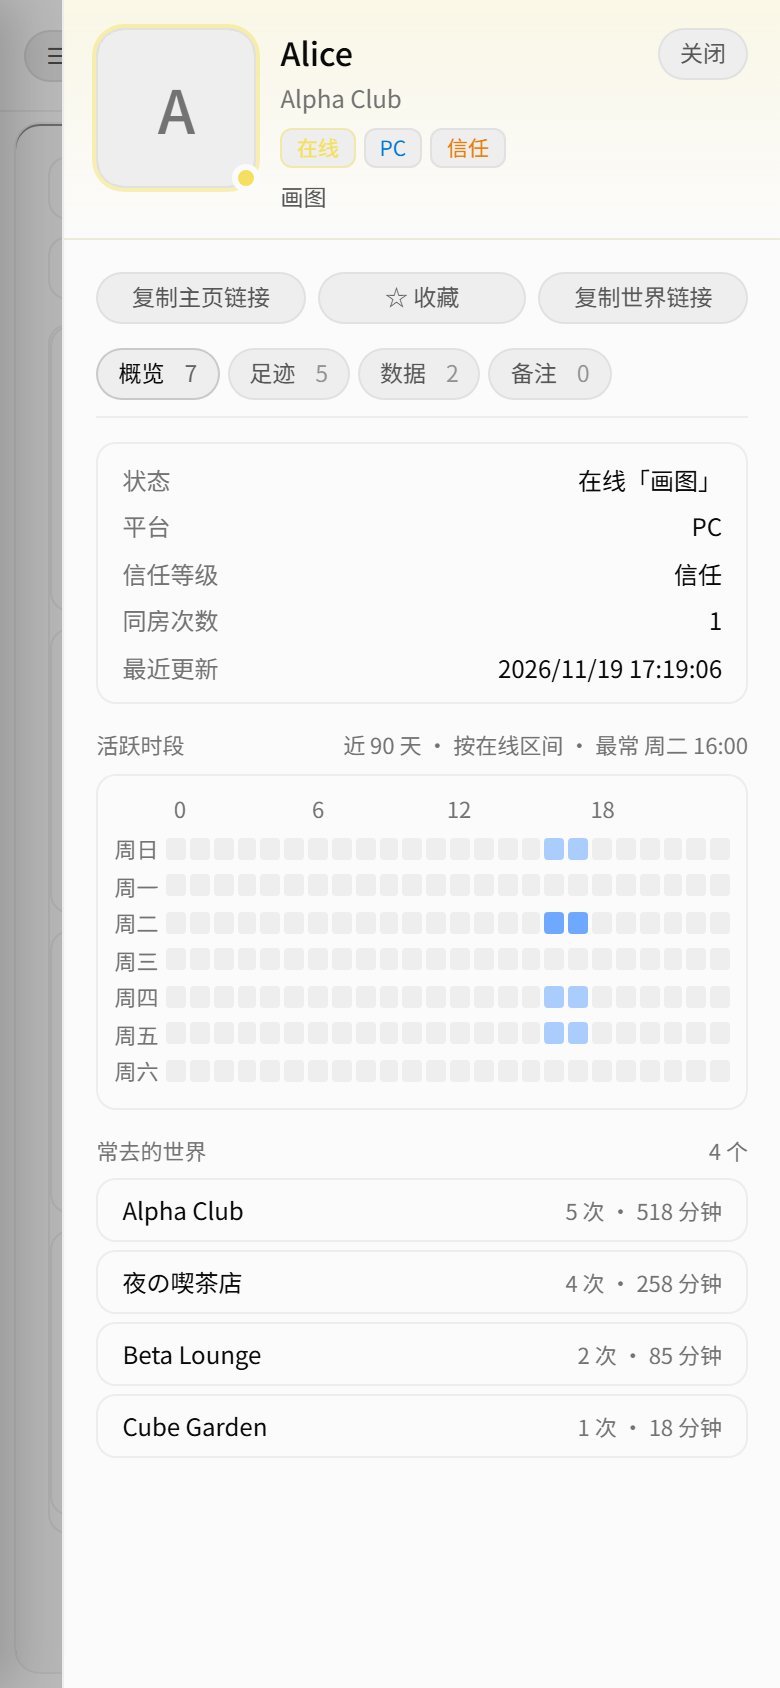 Alice
关闭
A
Alpha Club
在线 PC 信任
画图
复制主页链接 ☆ 收藏 复制世界链接
概览 7 足迹 5 数据 2 备注 0
状态 在线「画图」
平台 PC
信任等级 信任
同房次数 1
最近更新 2026/11/19 17:19:06
活跃时段 近 90 天 · 按在线区间 · 最常 周二 16:00
0 6 12 18
周日
周一
周二
周三
周四
周五
周六
常去的世界 4 个
Alpha Club 5 次 · 518 分钟
夜の喫茶店 4 次 · 258 分钟
Beta Lounge 2 次 · 85 分钟
Cube Garden 1 次 · 18 分钟